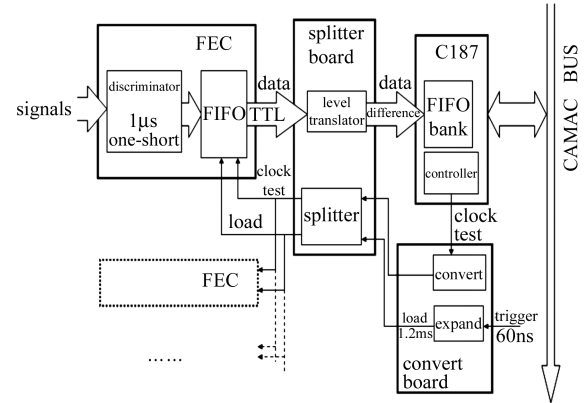 FEC
splitter
board
C187
CAMAC BUS
discriminator
1μs
one-short
signals
FIFO
data
TTL
level
translator
data
difference
FIFO
bank
controller
clock
test
load
splitter
clock
test
FEC
convert
load
1.2ms
expand
trigger
60ns
convert
board
......